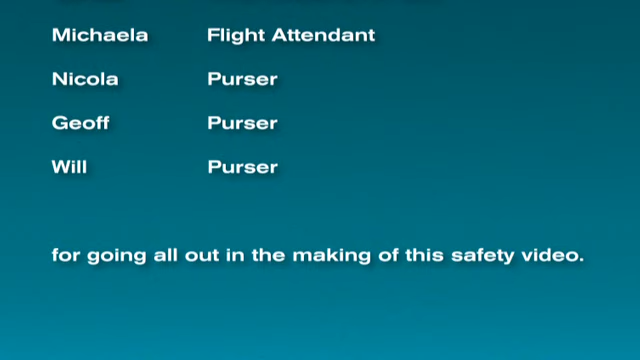 Michaela Flight Attendant
Nicola Purser
Geoff Purser
Will Purser
for going all out in the making of this safety video.